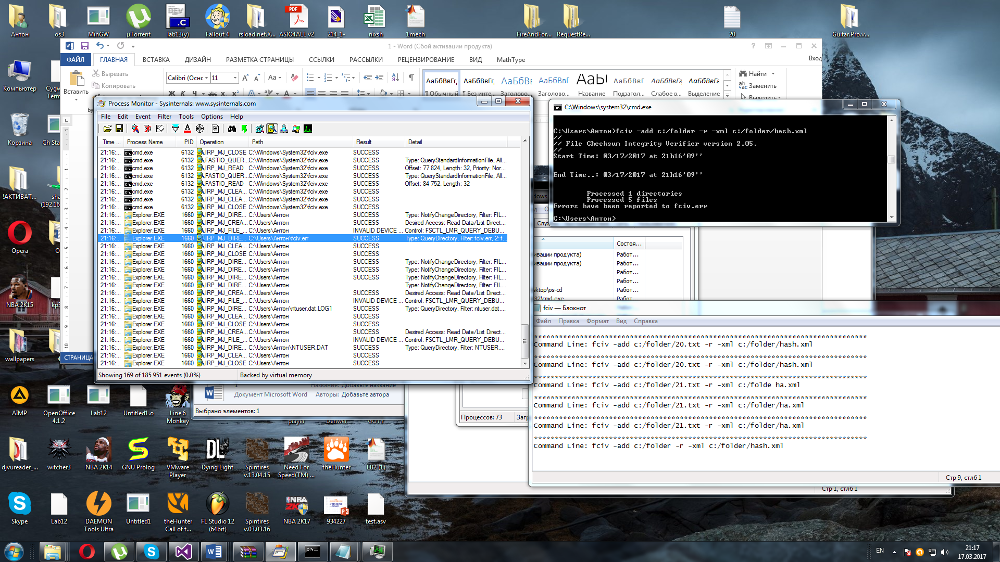 Антон
os3
MinGW
µTorrent
lab13(y)
Fallout 4
rsload.net.X...
ASIO4ALL v2
214_1-
nixsh
1mech
FireAndFor...
RequestRe...
20
Guitar.Pro.v...
Компьютер
Cygw
Term
Корзина
Ch Sta
!АКТИВАТ...
sha
(192.16
Opera
NBA 2K15
kp3
wallpapers
AIMP
OpenOffice 4.1.2
Lab12
Untitled1.o
Line 6 Monkey
djvureader_...
witcher3
NBA 2K14
GNU Prolog
VMware Player
Dying Light
Spintires v.13.04.15
Need For Speed(TM) ...
theHunter
LB2 (1)
Skype
Lab12
DAEMON Tools Ultra
Untitled1
theHunter Call of t...
FL Studio 12 (64bit)
Spintires v.03.03.16
NBA 2K17
934227
test.asv
1 - Word (Сбой активации продукта)
ФАЙЛ ГЛАВНАЯ ВСТАВКА ДИЗАЙН РАЗМЕТКА СТРАНИЦЫ ССЫЛКИ РАССЫЛКИ РЕЦЕНЗИРОВАНИЕ ВИД MathType Вход
Вставить
Вырезать
Копировать
Calibri (Оснс 11
АаБбВвГг, АаБбВвГг, АаБбВі АаБбВвГ АаЫ АаБбВвГ АаБбВвГг АаБбВвГг
¶ Обычный ¶ Без инте... Заголово... Заголово... Название Подзагол... Слабое в... Выделение
Найти
Заменить
Выделить
СТРАНИЦА
Process Monitor - Sysinternals: www.sysinternals.com
File Edit Event Filter Tools Options Help
Time ... Process Name PID Operation Path Result Detail
21:16:... cmd.exe 6132 IRP_MJ_CLOSE C:\Windows\System32\fciv.exe SUCCESS
21:16:... cmd.exe 6132 FASTIO_QUER... C:\Windows\System32\fciv.exe SUCCESS Type: QueryStandardInformationFile, All...
21:16:... cmd.exe 6132 IRP_MJ_READ C:\Windows\System32\fciv.exe SUCCESS Offset: 77 824, Length: 32, Priority: Nor...
21:16:... cmd.exe 6132 FASTIO_QUER... C:\Windows\System32\fciv.exe SUCCESS Type: QueryStandardInformationFile, All...
21:16:... cmd.exe 6132 FASTIO_READ C:\Windows\System32\fciv.exe SUCCESS Offset: 84 752, Length: 32
21:16:... cmd.exe 6132 IRP_MJ_CLEA... C:\Windows\System32\fciv.exe SUCCESS
21:16:... cmd.exe 6132 IRP_MJ_CLEA... C:\Windows\System32\fciv.exe SUCCESS
21:16:... cmd.exe 6132 IRP_MJ_CLOSE C:\Windows\System32\fciv.exe SUCCESS
21:16:... Explorer.EXE 1660 IRP_MJ_DIRE... C:\Users\Антон SUCCESS Type: NotifyChangeDirectory, Filter: FIL...
21:16:... Explorer.EXE 1660 IRP_MJ_CREA... C:\Users\Антон SUCCESS Desired Access: Read Data/List Direct...
21:16:... Explorer.EXE 1660 IRP_MJ_FILE_... C:\Users\Антон INVALID DEVICE ... Control: FSCTL_LMR_QUERY_DEBU...
21:16:... Explorer.EXE 1660 IRP_MJ_DIRE... C:\Users\Антон\fciv.err SUCCESS Type: QueryDirectory, Filter: fciv.err, 2: f...
21:16:... Explorer.EXE 1660 IRP_MJ_CLEA... C:\Users\Антон SUCCESS
21:16:... Explorer.EXE 1660 IRP_MJ_CLOSE C:\Users\Антон SUCCESS
21:16:... Explorer.EXE 1660 IRP_MJ_DIRE... C:\Users\Антон SUCCESS Type: NotifyChangeDirectory, Filter: FIL...
21:16:... Explorer.EXE 1660 IRP_MJ_DIRE... C:\Users\Антон SUCCESS Type: NotifyChangeDirectory, Filter: FIL...
21:16:... Explorer.EXE 1660 IRP_MJ_DIRE... C:\Users\Антон SUCCESS Type: NotifyChangeDirectory, Filter: FIL...
21:16:... Explorer.EXE 1660 IRP_MJ_DIRE... C:\Users\Антон Type: NotifyChangeDirectory, Filter: FIL...
21:16:... Explorer.EXE 1660 IRP_MJ_CREA... C:\Users\Антон SUCCESS Desired Access: Read Data/List Direct...
21:16:... Explorer.EXE 1660 IRP_MJ_FILE_... C:\Users\Антон INVALID DEVICE ... Control: FSCTL_LMR_QUERY_DEBU...
21:16:... Explorer.EXE 1660 IRP_MJ_DIRE... C:\Users\Антон\ntuser.dat.LOG1 SUCCESS Type: QueryDirectory, Filter: ntuser.dat....
21:16:... Explorer.EXE 1660 IRP_MJ_CLEA... C:\Users\Антон SUCCESS
21:16:... Explorer.EXE 1660 IRP_MJ_CLOSE C:\Users\Антон SUCCESS
21:16:... Explorer.EXE 1660 IRP_MJ_CREA... C:\Users\Антон SUCCESS Desired Access: Read Data/List Direct...
21:16:... Explorer.EXE 1660 IRP_MJ_FILE_... C:\Users\Антон INVALID DEVICE ... Control: FSCTL_LMR_QUERY_DEBU...
21:16:... Explorer.EXE 1660 IRP_MJ_DIRE... C:\Users\Антон\NTUSER.DAT SUCCESS Type: QueryDirectory, Filter: NTUSER....
21:16:... Explorer.EXE 1660 IRP_MJ_CLEA... C:\Users\Антон SUCCESS
21:16:... Explorer.EXE 1660 IRP_MJ_CLOSE C:\Users\Антон SUCCESS
Showing 169 of 185 951 events (0.0%) Backed by virtual memory
Название: Добавьте название
Документ Microsoft Word Авторы: Добавьте автора
Выбрано элементов: 1
player Denwer GOTY
Процессов: 73 Загр
C:\Windows\system32\cmd.exe
C:\Users\Антон>fciv -add c:/folder -r -xml c:/folder/hash.xml
//
// File Checksum Integrity Verifier version 2.05.
//
Start Time: 03/17/2017 at 21h16'09''
End Time..: 03/17/2017 at 21h16'09''
Processed 1 directories
Processed 5 files
Errors have been reported to fciv.err
C:\Users\Антон>
Состоя...
ивации продукта) Работ...
ивации продукта) Работ...
Работ...
Работ...
sktop\os-cd Работ...
32\cmd.exe Работ...
fciv — Блокнот
Файл Правка Формат Вид Справка
********************************************************************************
Command Line: fciv -add c:/folder/20.txt -r -xml c:/folder/hash.xml
********************************************************************************
Command Line: fciv -add c:/folder/20.txt -r -xml c:/folder/hash.xml
********************************************************************************
Command Line: fciv -add c:/folder/21.txt -r -xml c:/folde ha.xml
********************************************************************************
Command Line: fciv -add c:/folder/21.txt -r -xml c:/folder/ha.xml
********************************************************************************
Command Line: fciv -add c:/folder/21.txt -r -xml c:/folder/ha.xml
********************************************************************************
Command Line: fciv -add c:/folder -r -xml c:/folder/hash.xml
Стр 9, стлб 1
Стр 1, стлб 1
EN
21:17
17.03.2017